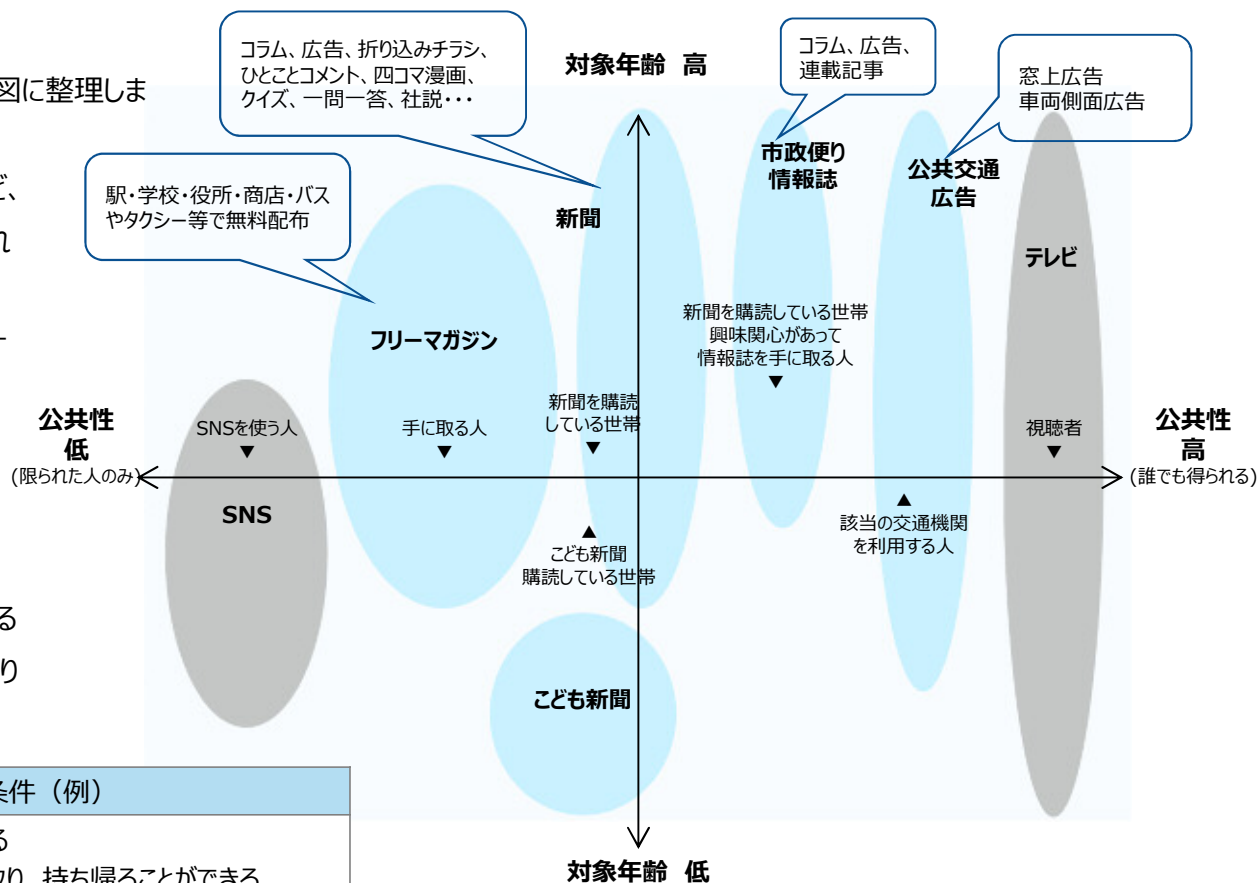 コラム、広告、折り込みチラシ、
ひとことコメント、四コマ漫画、
クイズ、一問一答、社説・・・
対象年齢 高
コラム、広告、
連載記事
窓上広告
車両側面広告
図に整理しま
ど、
れ
る
り
駅・学校・役所・商店・バス
やタクシー等で無料配布
新聞
市政便り
情報誌
公共交通
広告
テレビ
フリーマガジン
新聞を購読している世帯
興味関心があって
情報誌を手に取る人
▼
公共性
低
(限られた人のみ)
SNSを使う人
▼
SNS
手に取る人
▼
新聞を購読
している世帯
▼
視聴者
▼
公共性
高
(誰でも得られる)
▲
こども新聞
購読している世帯
▲
該当の交通機関
を利用する人
こども新聞
対象年齢 低
条件（例）
る
り、持ち帰ることができる